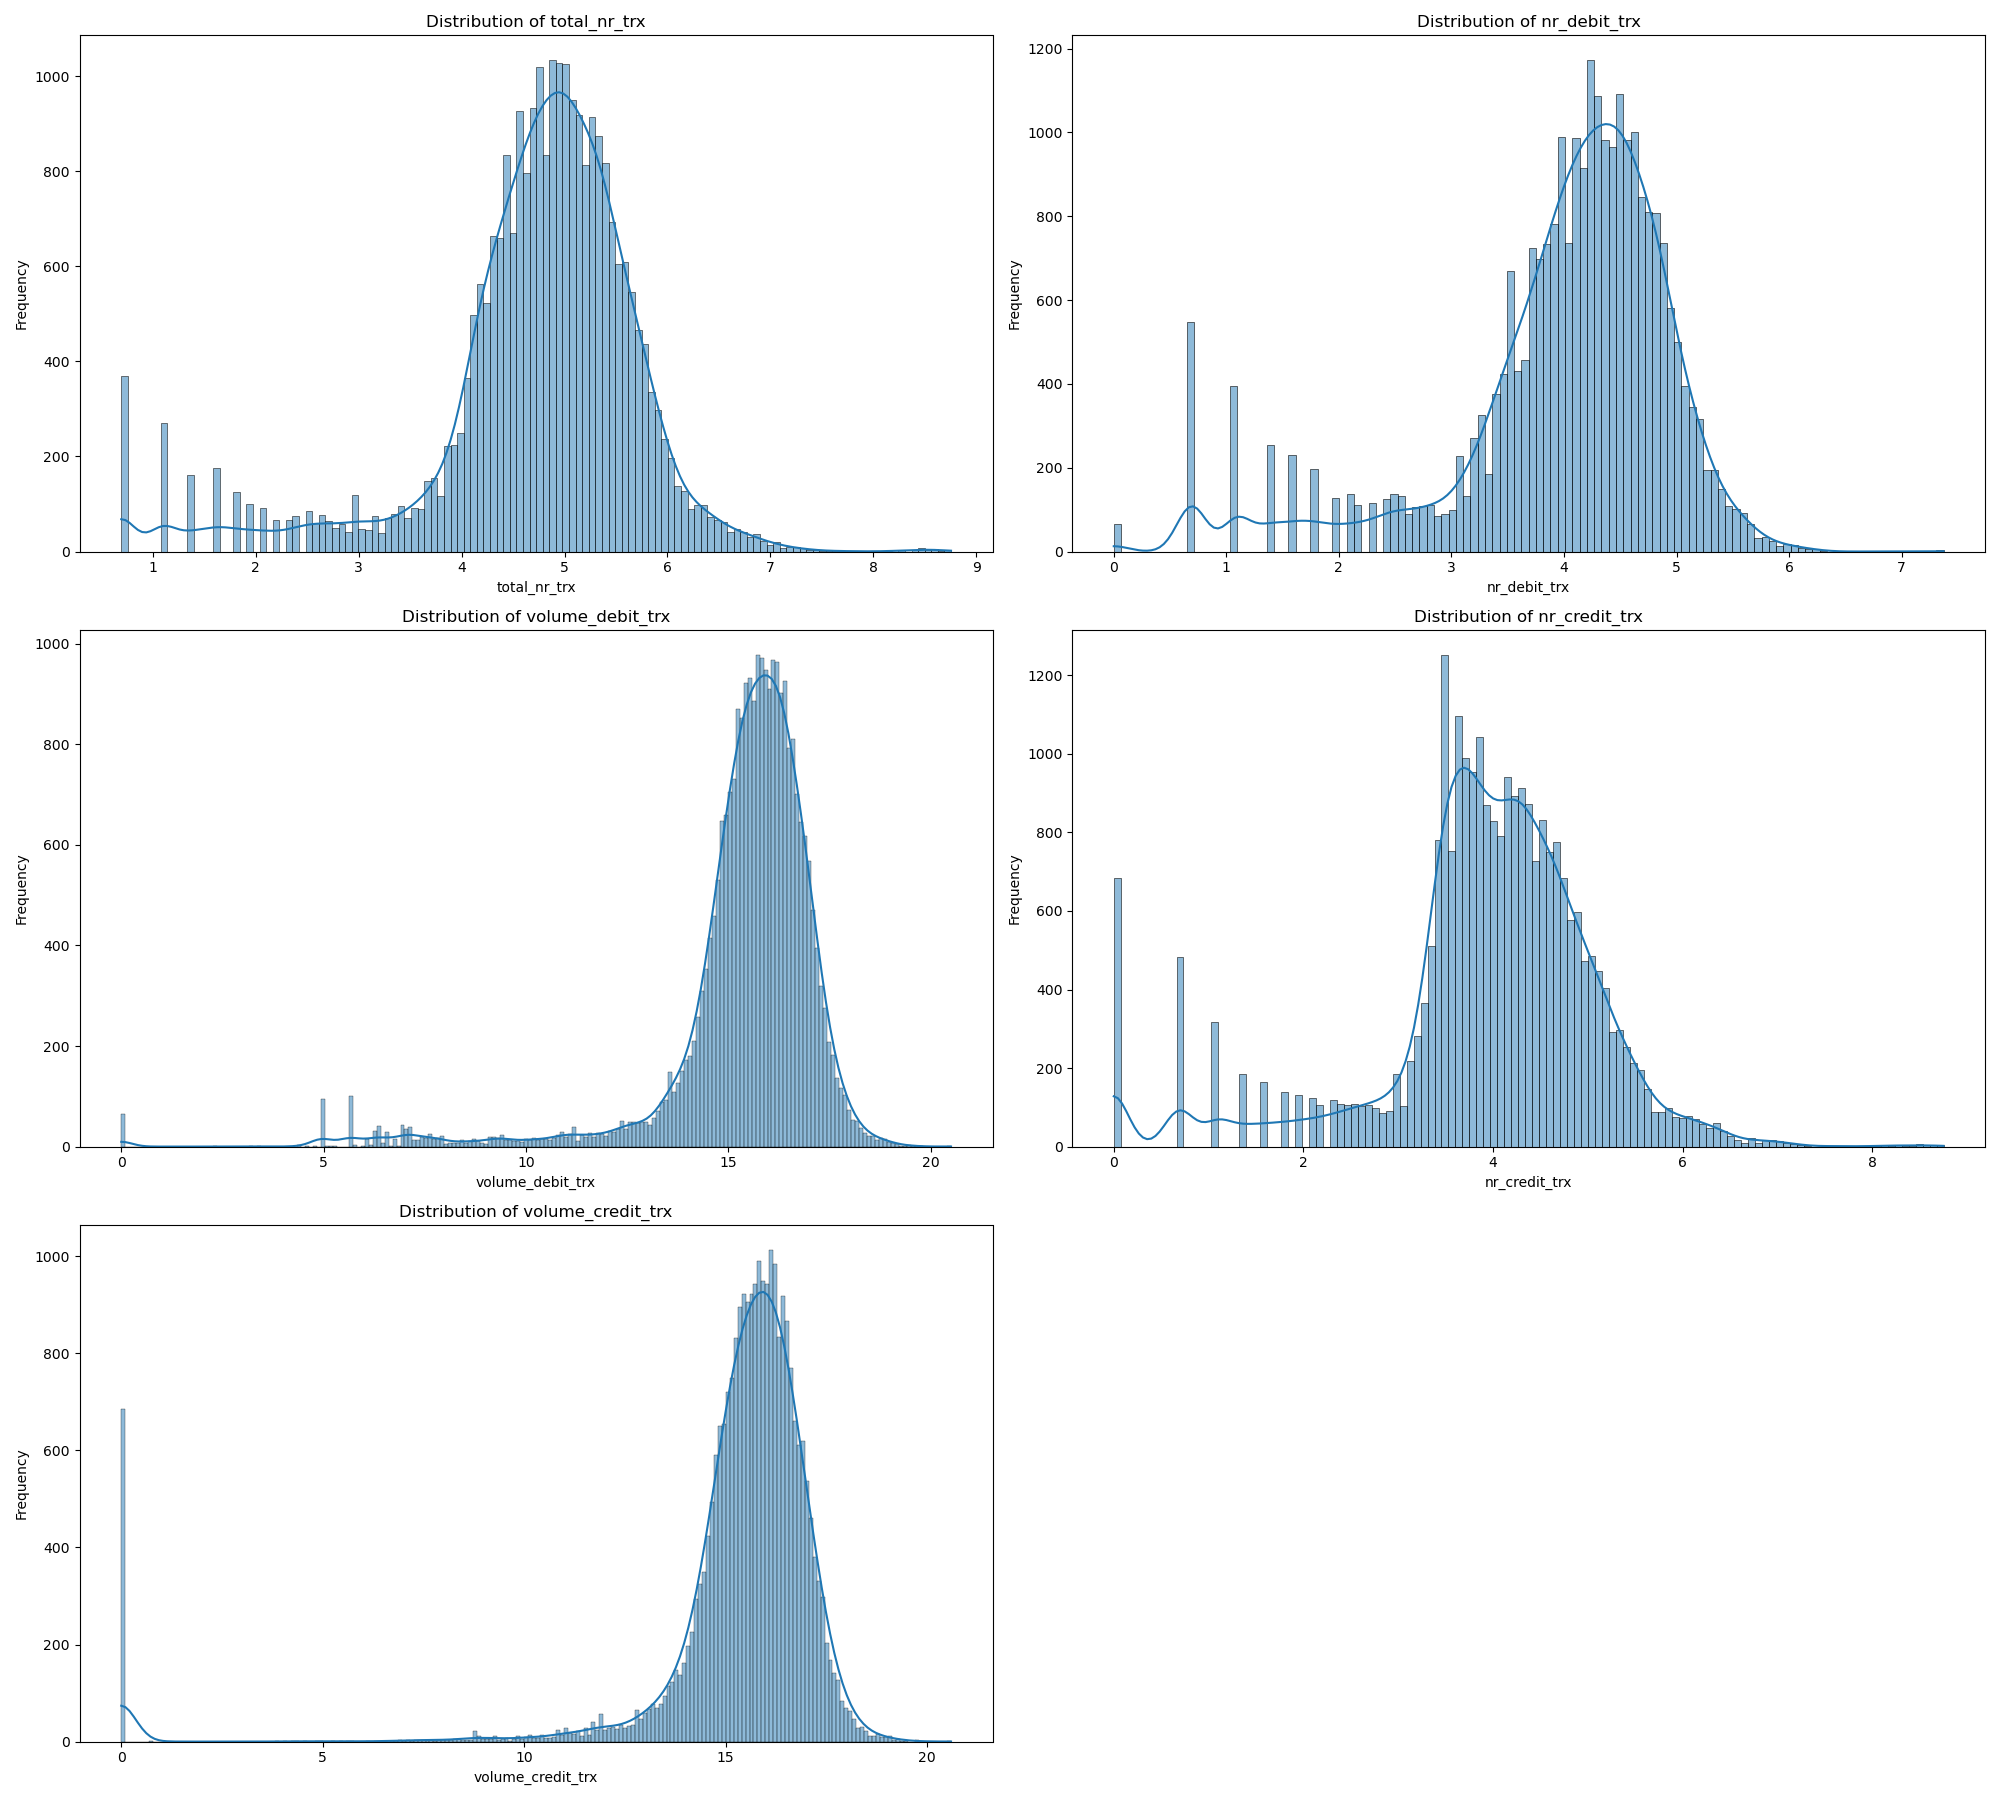 Distribution of total_nr_trx
Frequency
1000
800
600
400
200
0
1 2 3 4 5 6 7 8 9
total_nr_trx
Distribution of nr_debit_trx
Frequency
1200
1000
800
600
400
200
0
0 1 2 3 4 5 6 7
nr_debit_trx
Distribution of volume_debit_trx
Frequency
1000
800
600
400
200
0
0 5 10 15 20
volume_debit_trx
Distribution of nr_credit_trx
Frequency
1200
1000
800
600
400
200
0
0 2 4 6 8
nr_credit_trx
Distribution of volume_credit_trx
Frequency
1000
800
600
400
200
0
0 5 10 15 20
volume_credit_trx